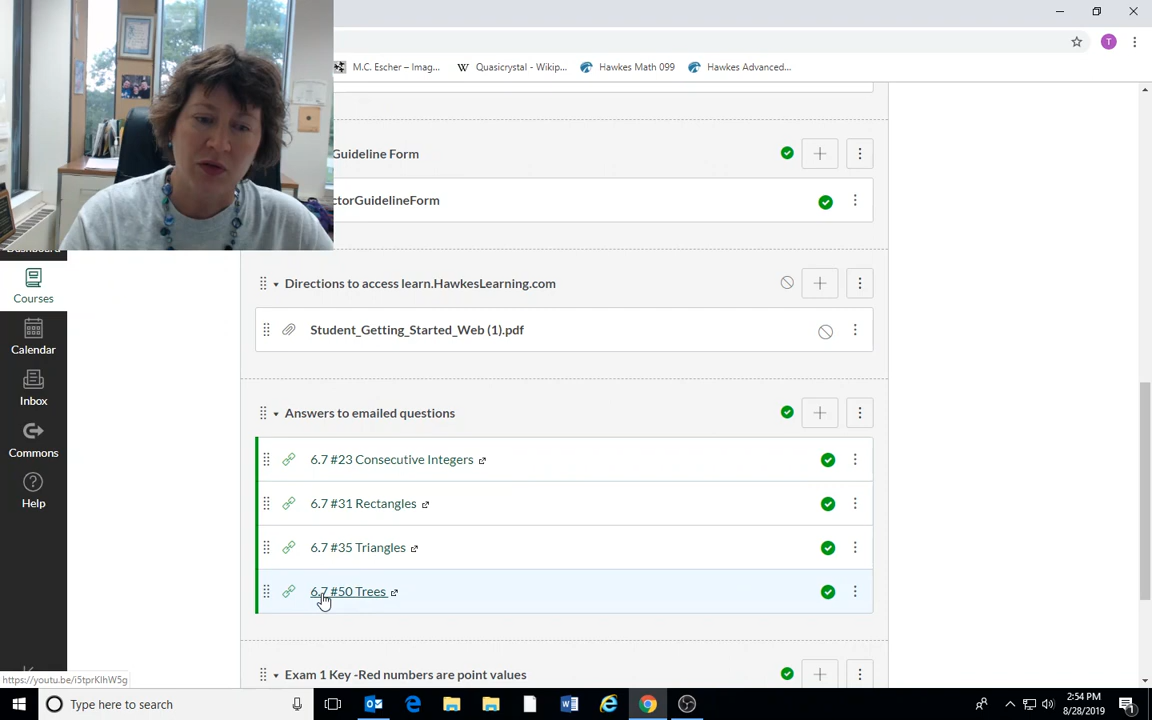 M.C. Escher – Imag...
Quasicrystal - Wikip...
Hawkes Math 099
Hawkes Advanced...
T
Guideline Form
ctorGuidelineForm
Directions to access learn.HawkesLearning.com
Student_Getting_Started_Web (1).pdf
Answers to emailed questions
6.7 #23 Consecutive Integers
6.7 #31 Rectangles
6.7 #35 Triangles
6.7 #50 Trees
Exam 1 Key -Red numbers are point values
Courses
Calendar
Inbox
Commons
Help
https://youtu.be/i5tprKlhW5g
Type here to search
2:54 PM
8/28/2019
1